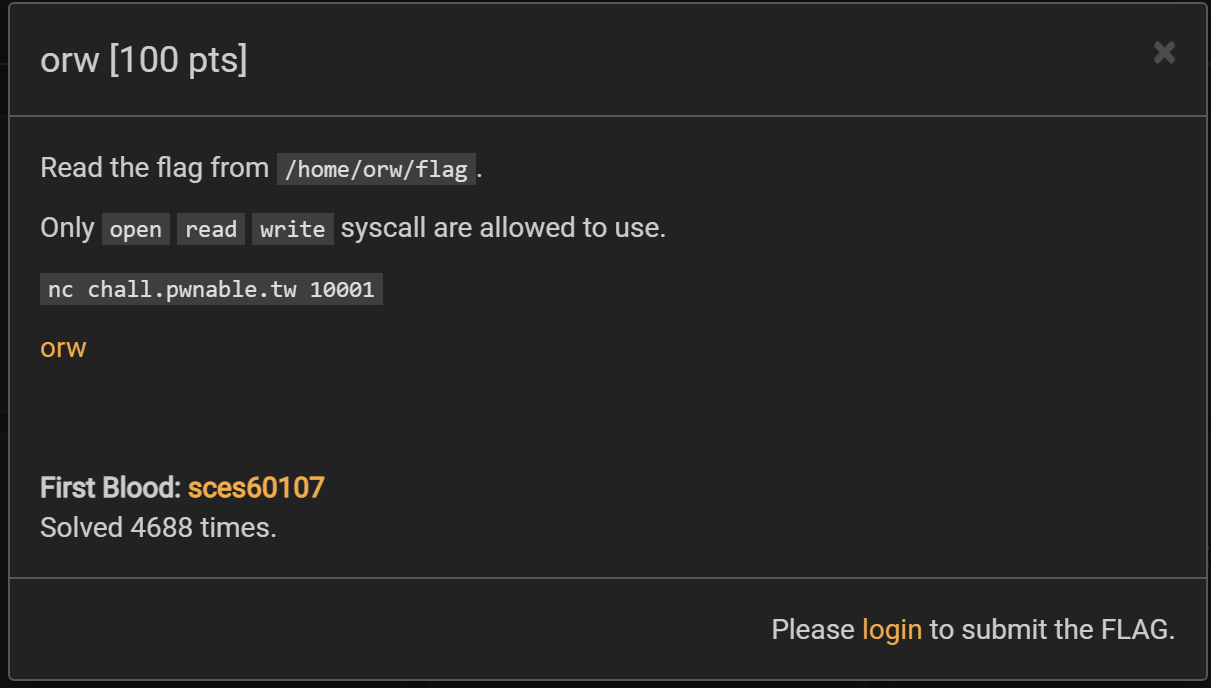 orw [100 pts]
×
Read the flag from /home/orw/flag.
Only open read write syscall are allowed to use.
nc chall.pwnable.tw 10001
orw
First Blood: sces60107
Solved 4688 times.
Please login to submit the FLAG.